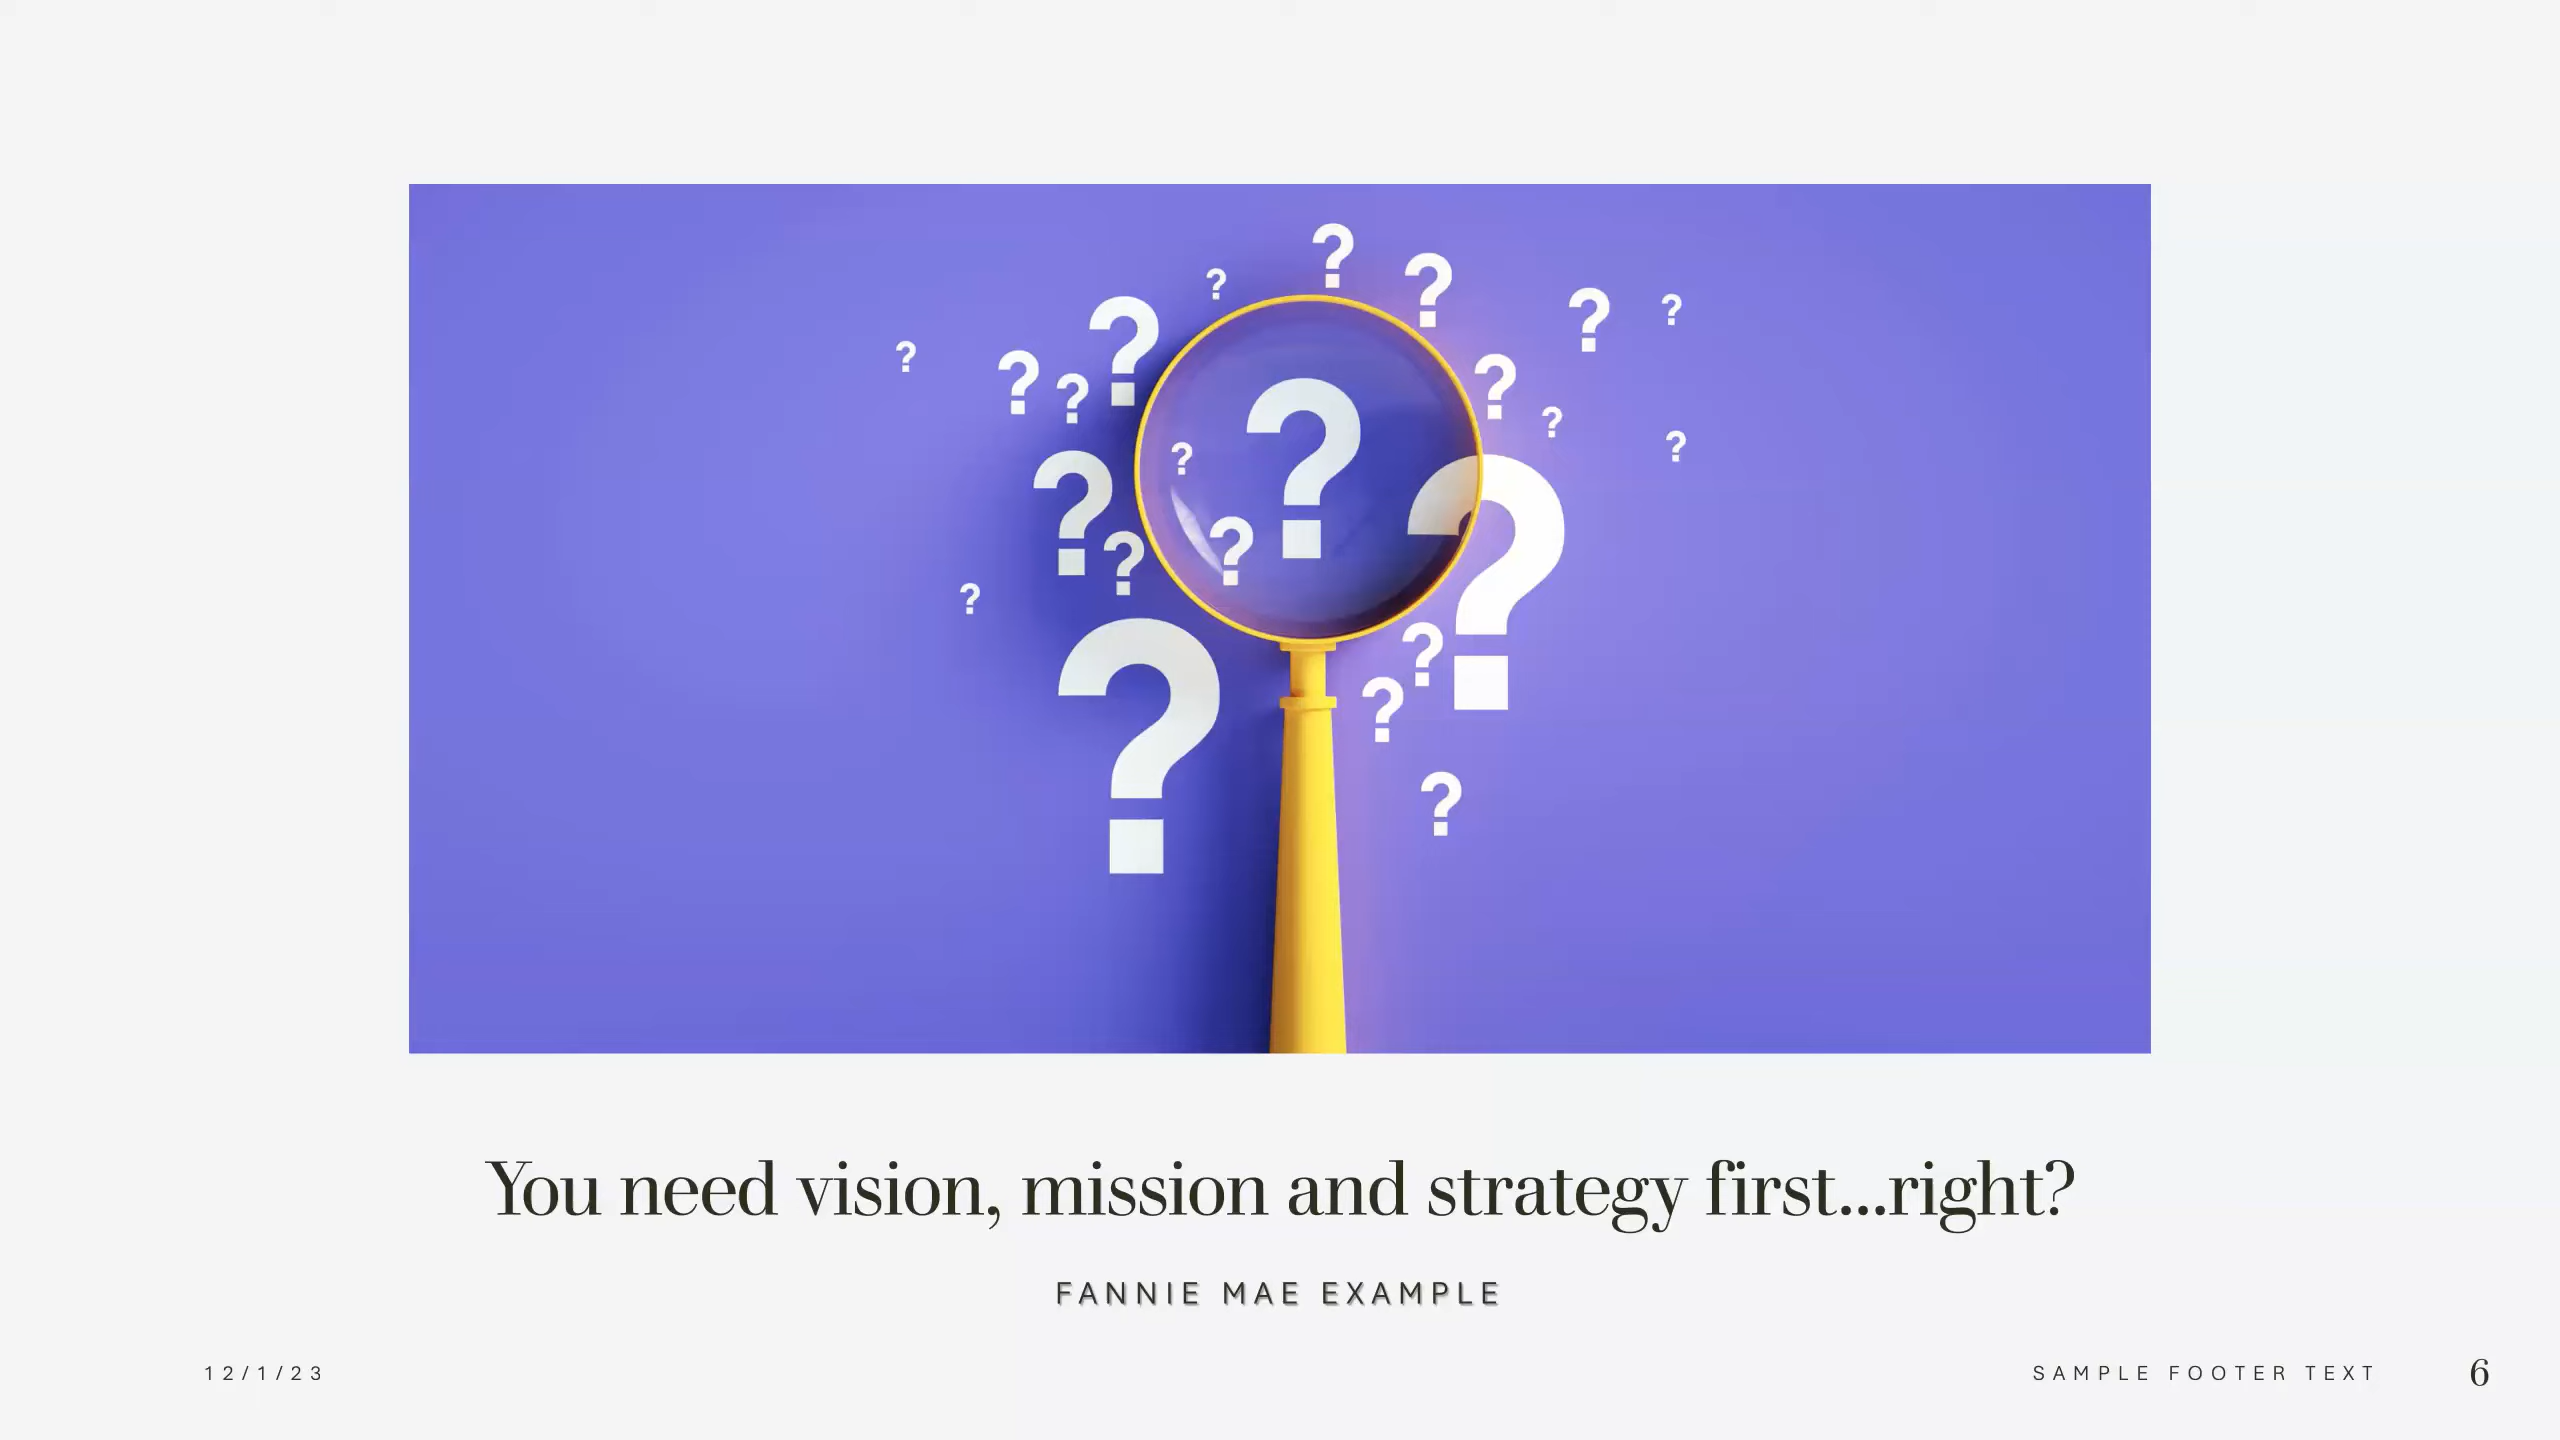 ? ? ? ? ? ? ? ? ? ? ? ? ? ? ? ? ? ? ? ? ? ? ? ?
You need vision, mission and strategy first...right?
FANNIE MAE EXAMPLE
12/1/23
SAMPLE FOOTER TEXT
6